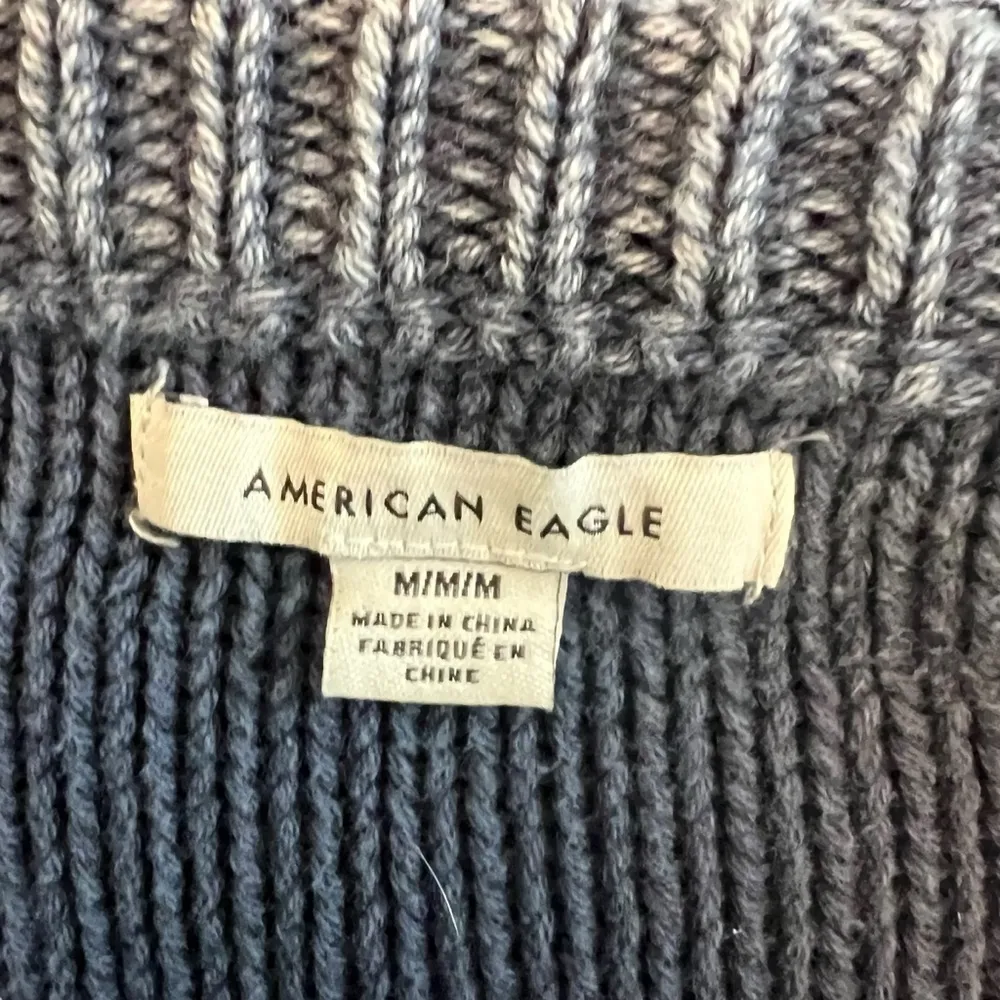 AMERICAN EAGLE
M/M/M
MADE IN CHINA
FABRIQUÉ EN
CHINE